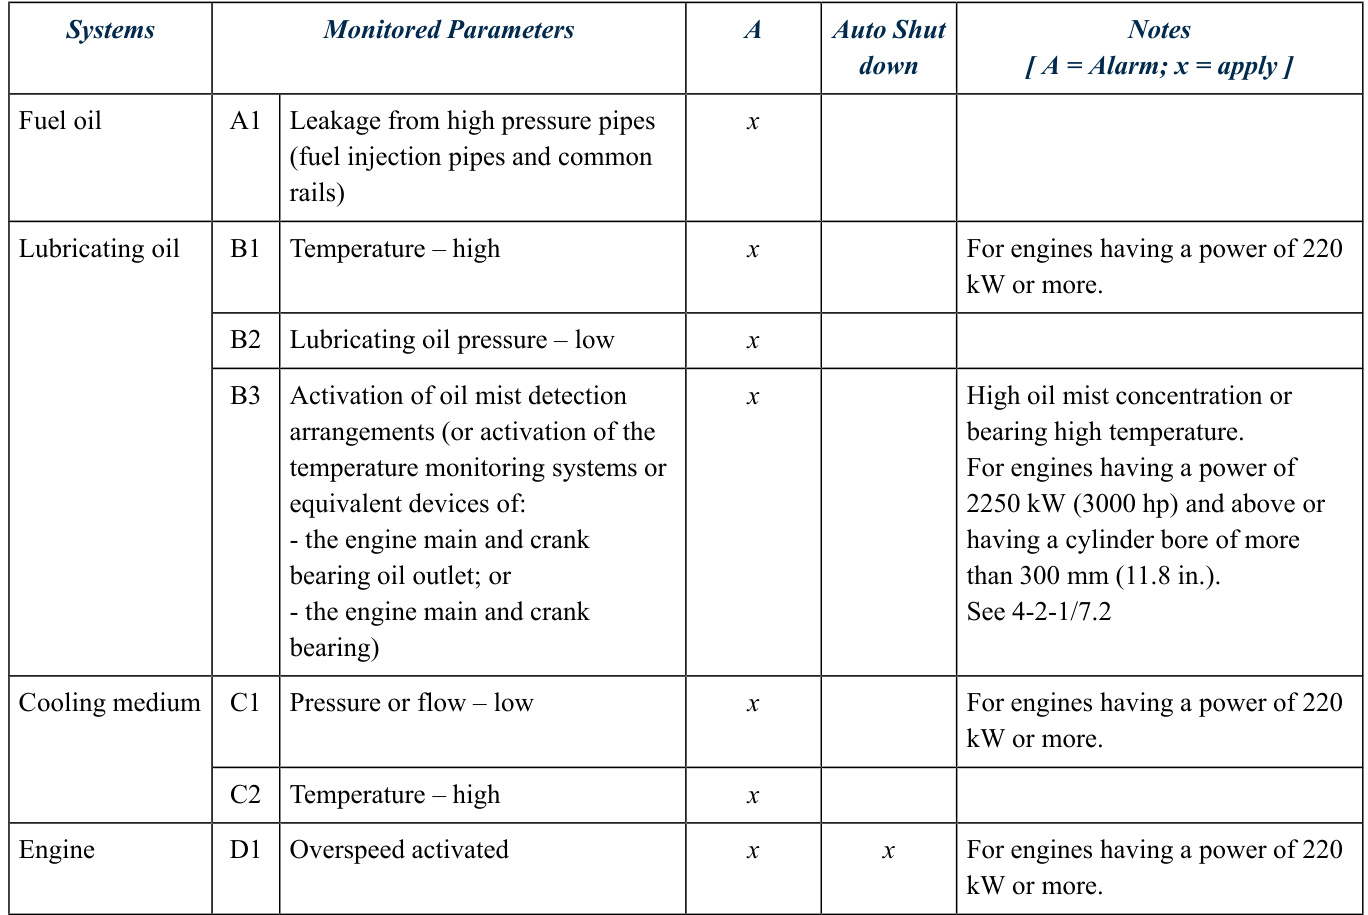 Systems
Monitored Parameters
A
Auto Shut
down
Notes
[ A = Alarm; x = apply ]
Fuel oil
A1
Leakage from high pressure pipes
(fuel injection pipes and common
rails)
x
Lubricating oil
B1
Temperature – high
x
For engines having a power of 220
kW or more.
B2
Lubricating oil pressure – low
x
B3
Activation of oil mist detection
arrangements (or activation of the
temperature monitoring systems or
equivalent devices of:
- the engine main and crank
bearing oil outlet; or
- the engine main and crank
bearing)
x
High oil mist concentration or
bearing high temperature.
For engines having a power of
2250 kW (3000 hp) and above or
having a cylinder bore of more
than 300 mm (11.8 in.).
See 4-2-1/7.2
Cooling medium
C1
Pressure or flow – low
x
For engines having a power of 220
kW or more.
C2
Temperature – high
x
Engine
D1
Overspeed activated
x
x
For engines having a power of 220
kW or more.